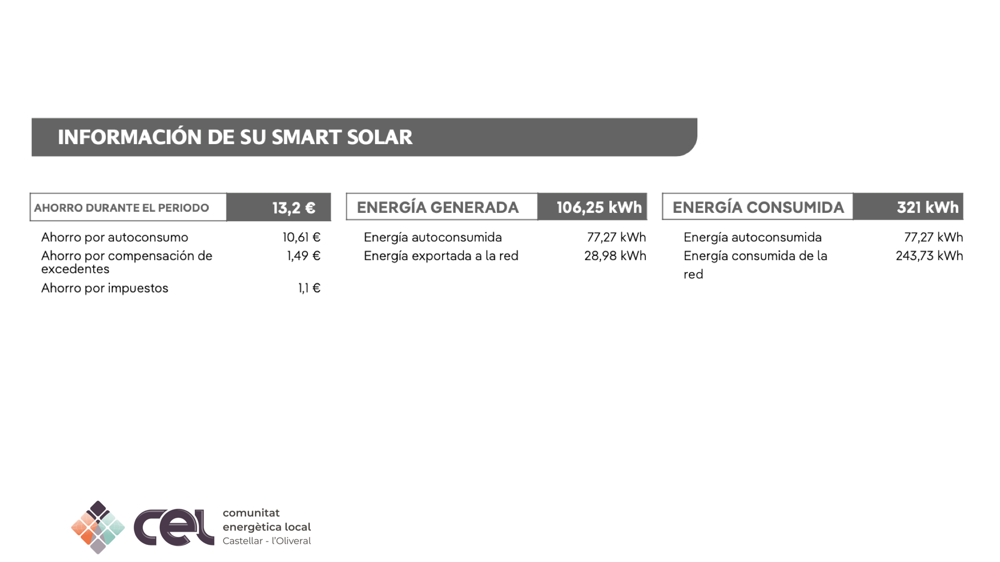 INFORMACIÓN DE SU SMART SOLAR
AHORRO DURANTE EL PERIODO 13,2 €
Ahorro por autoconsumo 10,61 €
Ahorro por compensación de 1,49 €
excedentes
Ahorro por impuestos 1,1 €
ENERGÍA GENERADA 106,25 kWh
Energía autoconsumida 77,27 kWh
Energía exportada a la red 28,98 kWh
ENERGÍA CONSUMIDA 321 kWh
Energía autoconsumida 77,27 kWh
Energía consumida de la 243,73 kWh
red
cel
comunitat
energètica local
Castellar - l'Oliveral